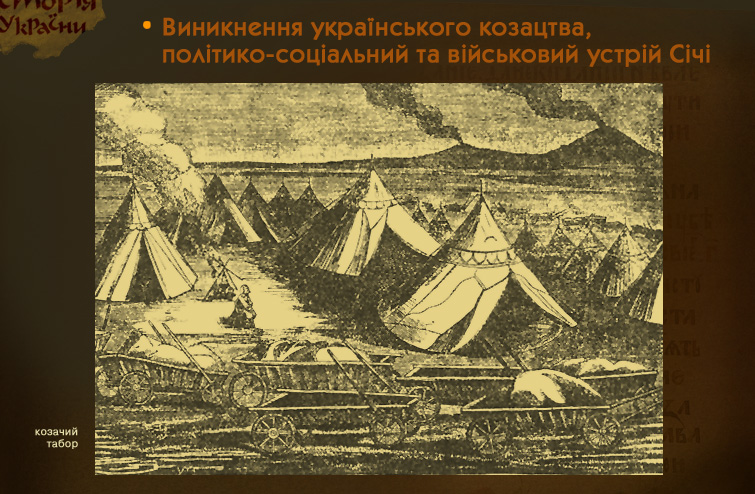 Історія
України
• Виникнення українського козацтва,
політико-соціальний та військовий устрій Січі
козачий
табор